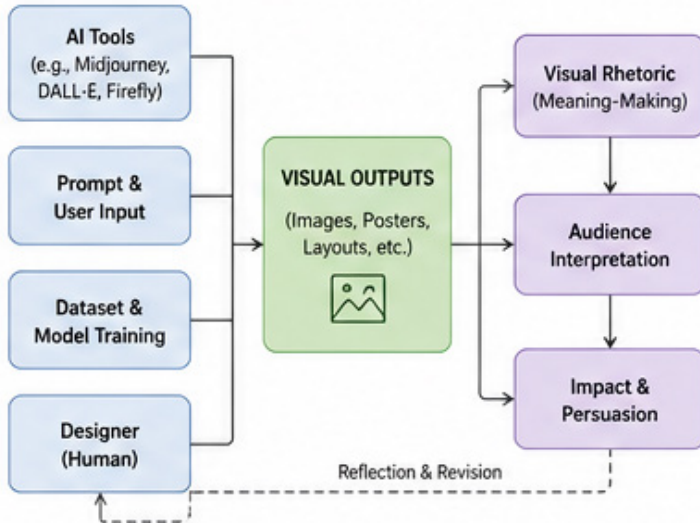 AI Tools
(e.g., Midjourney,
DALL·E, Firefly)
Prompt &
User Input
Dataset &
Model Training
Designer
(Human)
VISUAL OUTPUTS
(Images, Posters,
Layouts, etc.)
Visual Rhetoric
(Meaning-Making)
Audience
Interpretation
Impact &
Persuasion
Reflection & Revision